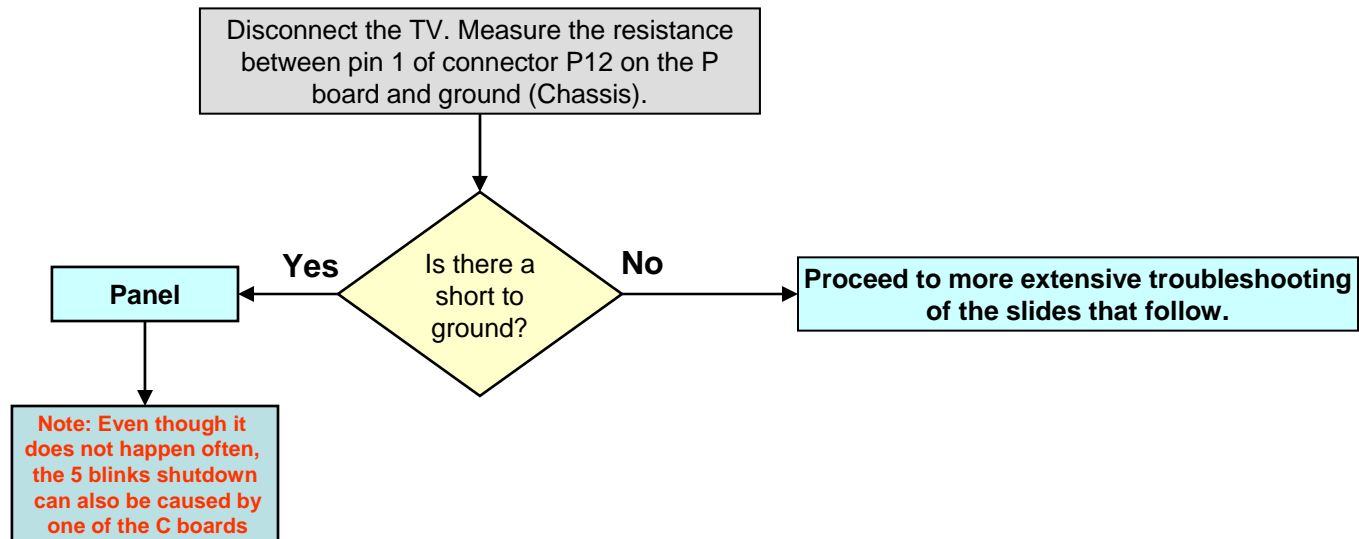 Disconnect the TV. Measure the resistance
between pin 1 of connector P12 on the P
board and ground (Chassis).
Yes
Is there a
short to
ground?
No
Panel
Proceed to more extensive troubleshooting
of the slides that follow.
Note: Even though it
does not happen often,
the 5 blinks shutdown
can also be caused by
one of the C boards